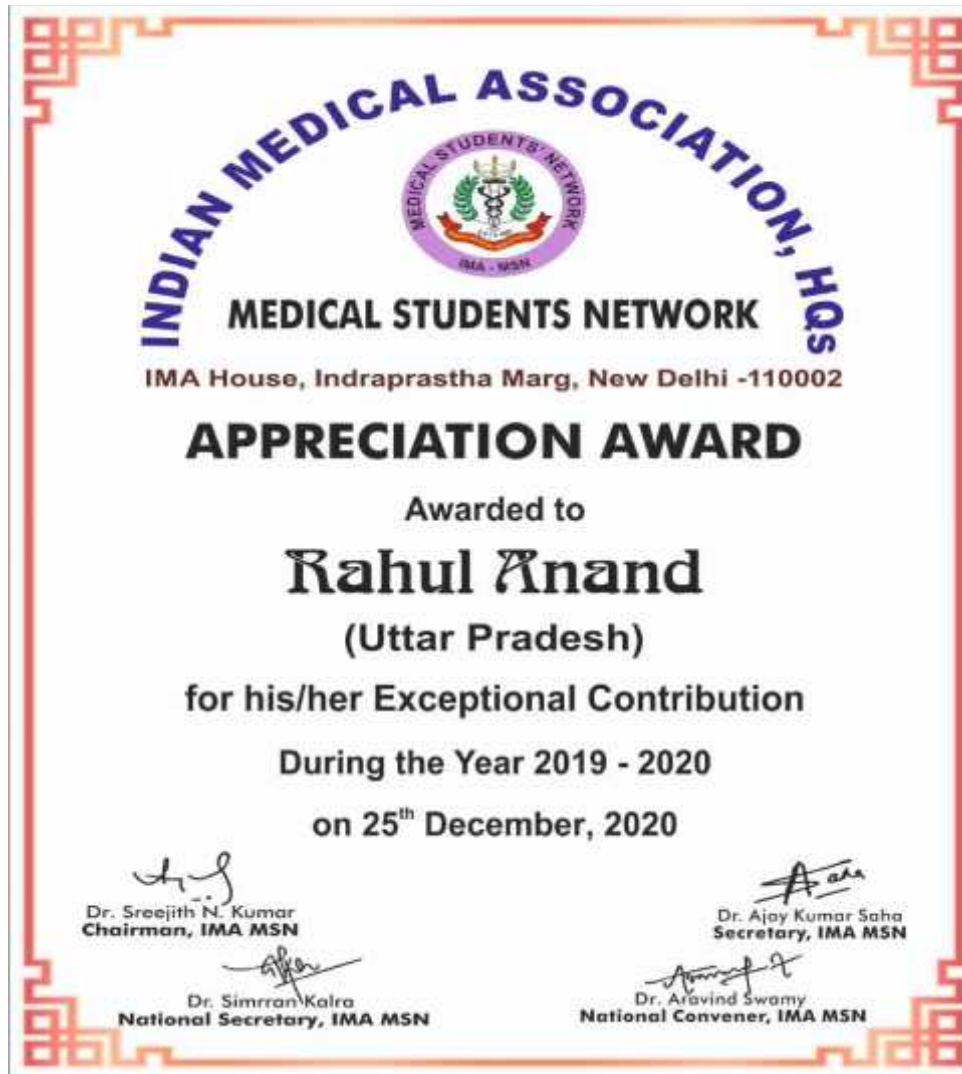 INDIAN MEDICAL ASSOCIATION, HQs
MEDICAL STUDENTS' NETWORK
IMA - MSN
MEDICAL STUDENTS NETWORK
IMA House, Indraprastha Marg, New Delhi -110002
APPRECIATION AWARD
Awarded to
Rahul Anand
(Uttar Pradesh)
for his/her Exceptional Contribution
During the Year 2019 - 2020
on 25th December, 2020
Dr. Sreejith N. Kumar
Chairman, IMA MSN
Dr. Ajay Kumar Saha
Secretary, IMA MSN
Dr. Simrran Kalra
National Secretary, IMA MSN
Dr. Aravind Swamy
National Convener, IMA MSN